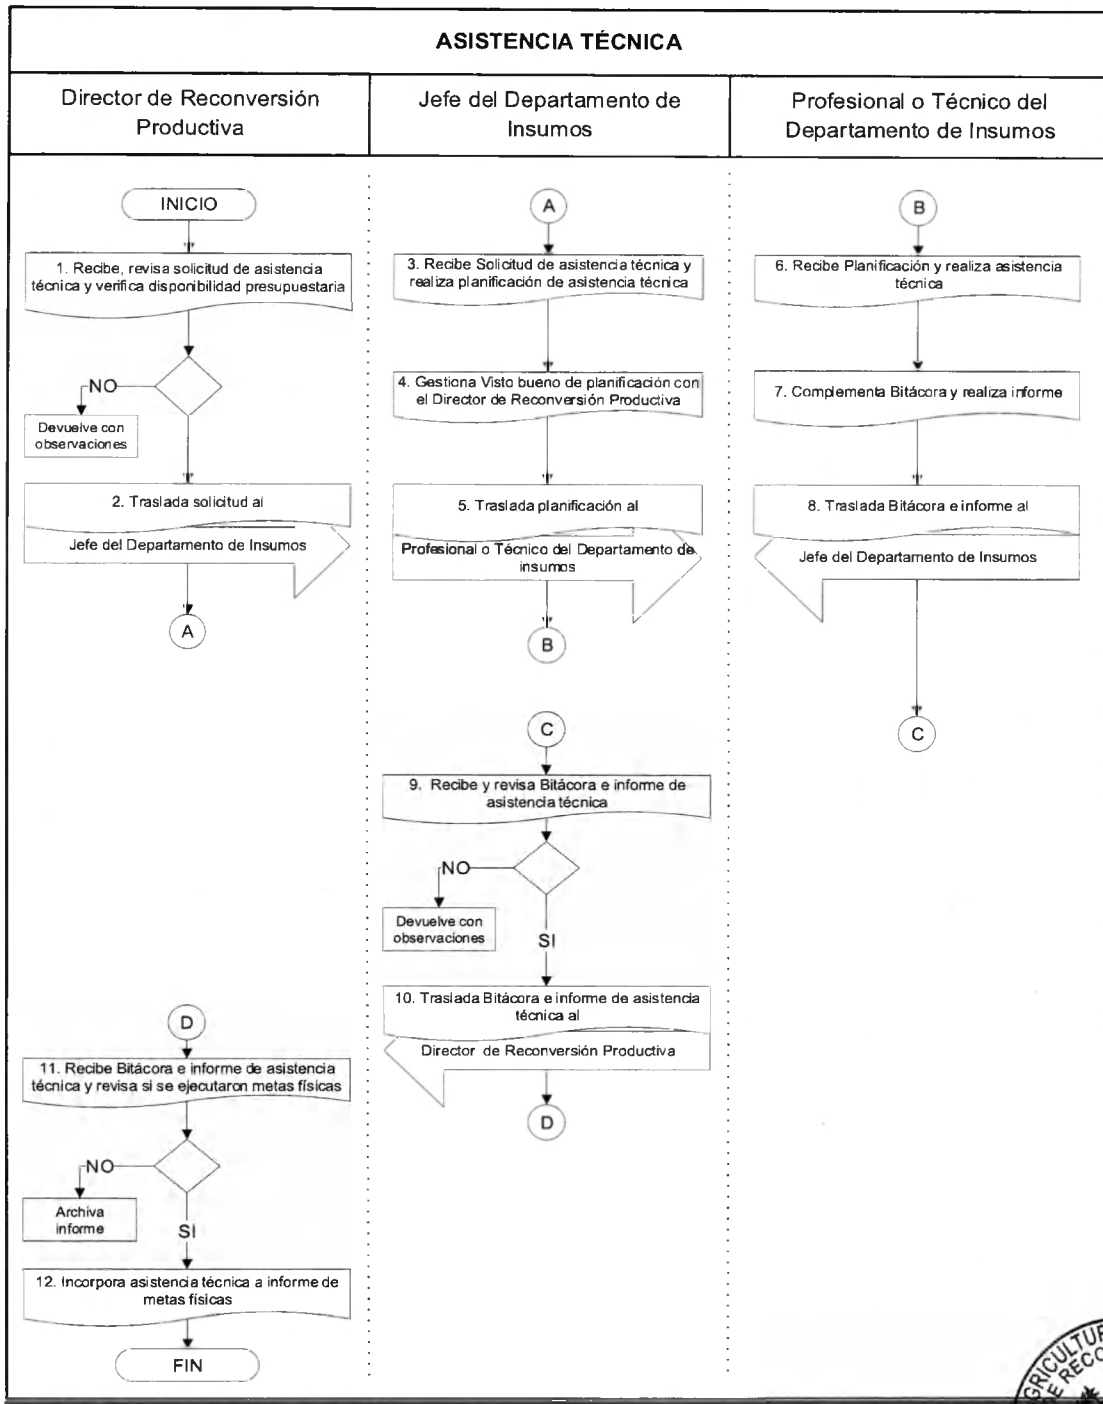 ASISTENCIA TÉCNICA
Director de Reconversión
Productiva
Jefe del Departamento de
Insumos
Profesional o Técnico del
Departamento de Insumos
INICIO
1. Recibe, revisa solicitud de asistencia
técnica y verifica disponibilidad presupuestaria
NO
Devuelve con
observaciones
2. Traslada solicitud al
Jefe del Departamento de Insumos
A
A
3. Recibe Solicitud de asistencia técnica y
realiza planificación de asistencia técnica
4. Gestiona Visto bueno de planificación con
el Director de Reconversión Productiva
5. Traslada planificación al
Profesional o Técnico del Departamento de
insumos
B
B
6. Recibe Planificación y realiza asistencia
técnica
7. Complementa Bitácora y realiza informe
8. Traslada Bitácora e informe al
Jefe del Departamento de Insumos
C
C
9. Recibe y revisa Bitácora e informe de
asistencia técnica
NO
Devuelve con
observaciones
SI
10. Traslada Bitácora e informe de asistencia
técnica al
Director de Reconversión Productiva
D
D
11. Recibe Bitácora e informe de asistencia
técnica y revisa si se ejecutaron metas físicas
NO
Archiva
informe
SI
12. Incorpora asistencia técnica a informe de
metas físicas
FIN